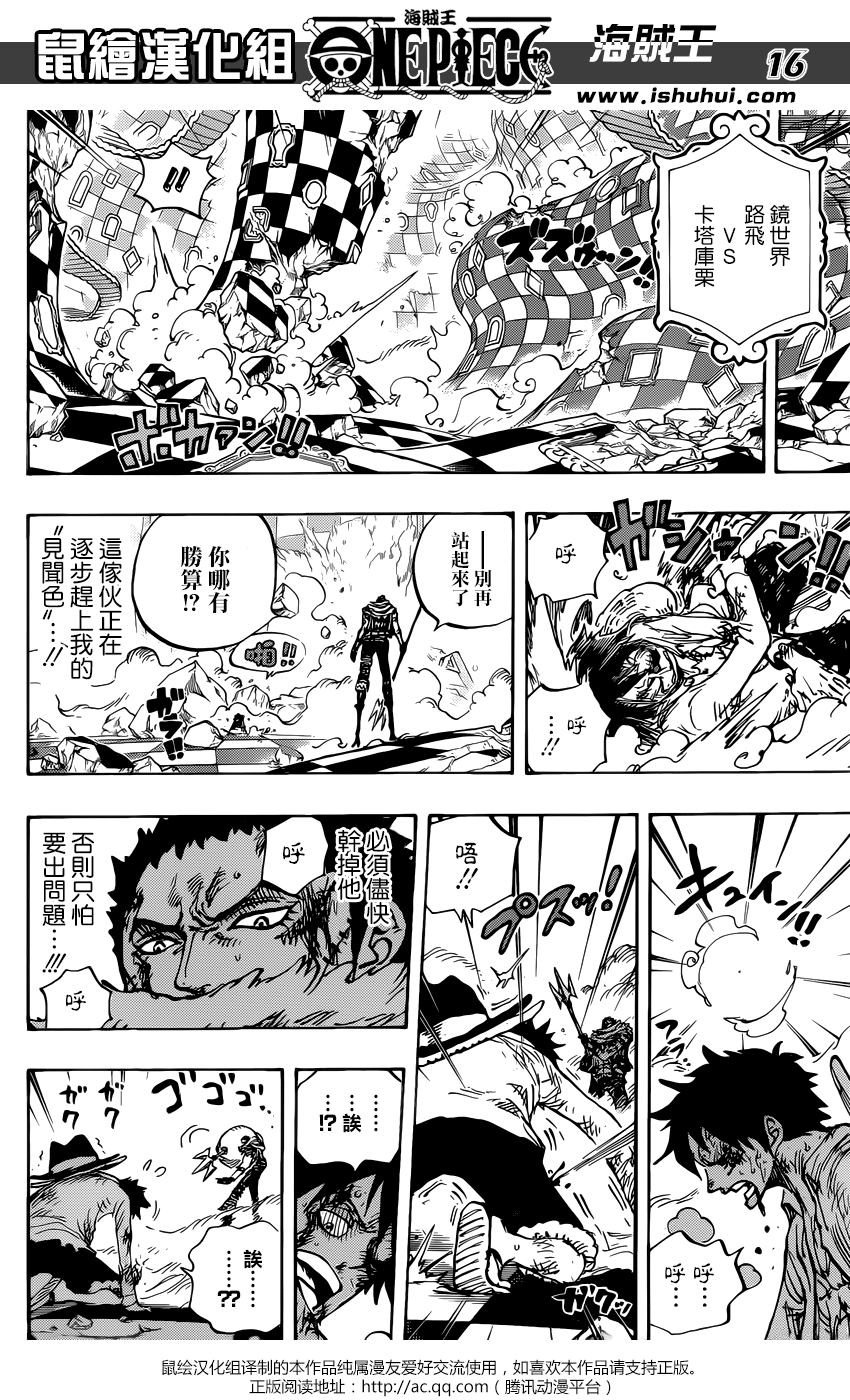 鼠繪漢化組
海賊王
ONE PIECE
海賊王
16
www.ishuhui.com
鏡世界
路飛
VS
卡塔庫栗
ズズゥゥン!!
!!
ボカァァン!!
ガシャァン
呼
呼
…!!
——別再
站起來了
你哪有
勝算!?
啪!!
ガラ!!
這傢伙正在
逐步趕上我的
〝見聞色〞…!!
キュイィン!
呼…
呼…
唔!!
プスッ!
ガクッ
必須儘快
幹掉他
呼
否則只怕
要出問題…!!!
呼
……
……誒
!?
ゴゴゴゴ
ガク
ガク
誒……
……??
鼠绘汉化组译制的本作品纯属漫友爱好交流使用，如喜欢本作品请支持正版。
正版阅读地址：http://ac.qq.com（腾讯动漫平台）